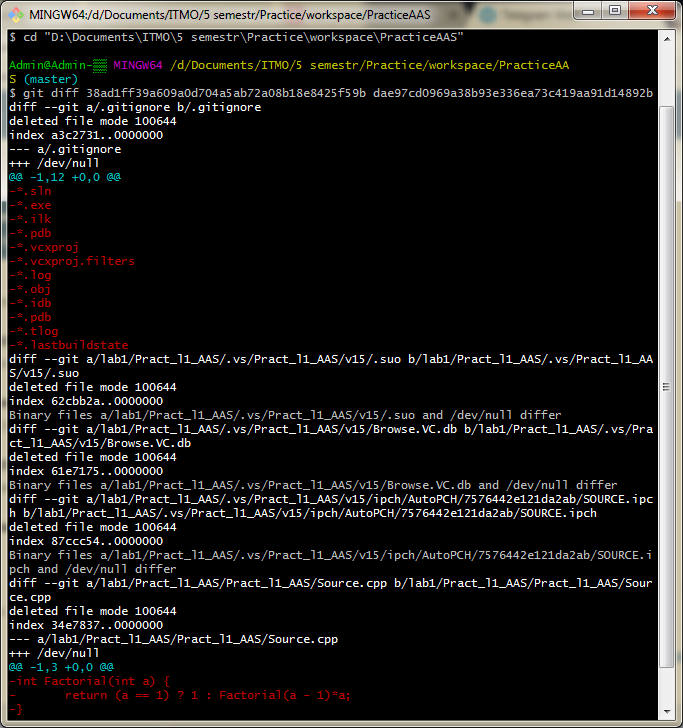 MINGW64:/d/Documents/ITMO/5 semestr/Practice/workspace/PracticeAAS
$ cd "D:\Documents\ITMO\5 semestr\Practice\workspace\PracticeAAS"
Admin@Admin-▒▒ MINGW64 /d/Documents/ITMO/5 semestr/Practice/workspace/PracticeAA
S (master)
$ git diff 38ad1ff39a609a0d704a5ab72a08b18e8425f59b dae97cd0969a38b93e336ea73c419aa91d14892b
diff --git a/.gitignore b/.gitignore
deleted file mode 100644
index a3c2731..0000000
--- a/.gitignore
+++ /dev/null
@@ -1,12 +0,0 @@
-*.sln
-*.exe
-*.ilk
-*.pdb
-*.vcxproj
-*.vcxproj.filters
-*.log
-*.obj
-*.idb
-*.pdb
-*.tlog
-*.lastbuildstate
diff --git a/lab1/Pract_l1_AAS/.vs/Pract_l1_AAS/v15/.suo b/lab1/Pract_l1_AAS/.vs/Pract_l1_AA
S/v15/.suo
deleted file mode 100644
index 62cbb2a..0000000
Binary files a/lab1/Pract_l1_AAS/.vs/Pract_l1_AAS/v15/.suo and /dev/null differ
diff --git a/lab1/Pract_l1_AAS/.vs/Pract_l1_AAS/v15/Browse.VC.db b/lab1/Pract_l1_AAS/.vs/Pra
ct_l1_AAS/v15/Browse.VC.db
deleted file mode 100644
index 61e7175..0000000
Binary files a/lab1/Pract_l1_AAS/.vs/Pract_l1_AAS/v15/Browse.VC.db and /dev/null differ
diff --git a/lab1/Pract_l1_AAS/.vs/Pract_l1_AAS/v15/ipch/AutoPCH/7576442e121da2ab/SOURCE.ipc
h b/lab1/Pract_l1_AAS/.vs/Pract_l1_AAS/v15/ipch/AutoPCH/7576442e121da2ab/SOURCE.ipch
deleted file mode 100644
index 87ccc54..0000000
Binary files a/lab1/Pract_l1_AAS/.vs/Pract_l1_AAS/v15/ipch/AutoPCH/7576442e121da2ab/SOURCE.i
pch and /dev/null differ
diff --git a/lab1/Pract_l1_AAS/Pract_l1_AAS/Source.cpp b/lab1/Pract_l1_AAS/Pract_l1_AAS/Sour
ce.cpp
deleted file mode 100644
index 34e7837..0000000
--- a/lab1/Pract_l1_AAS/Pract_l1_AAS/Source.cpp
+++ /dev/null
@@ -1,3 +0,0 @@
-int Factorial(int a) {
-       return (a == 1) ? 1 : Factorial(a - 1)*a;
-}